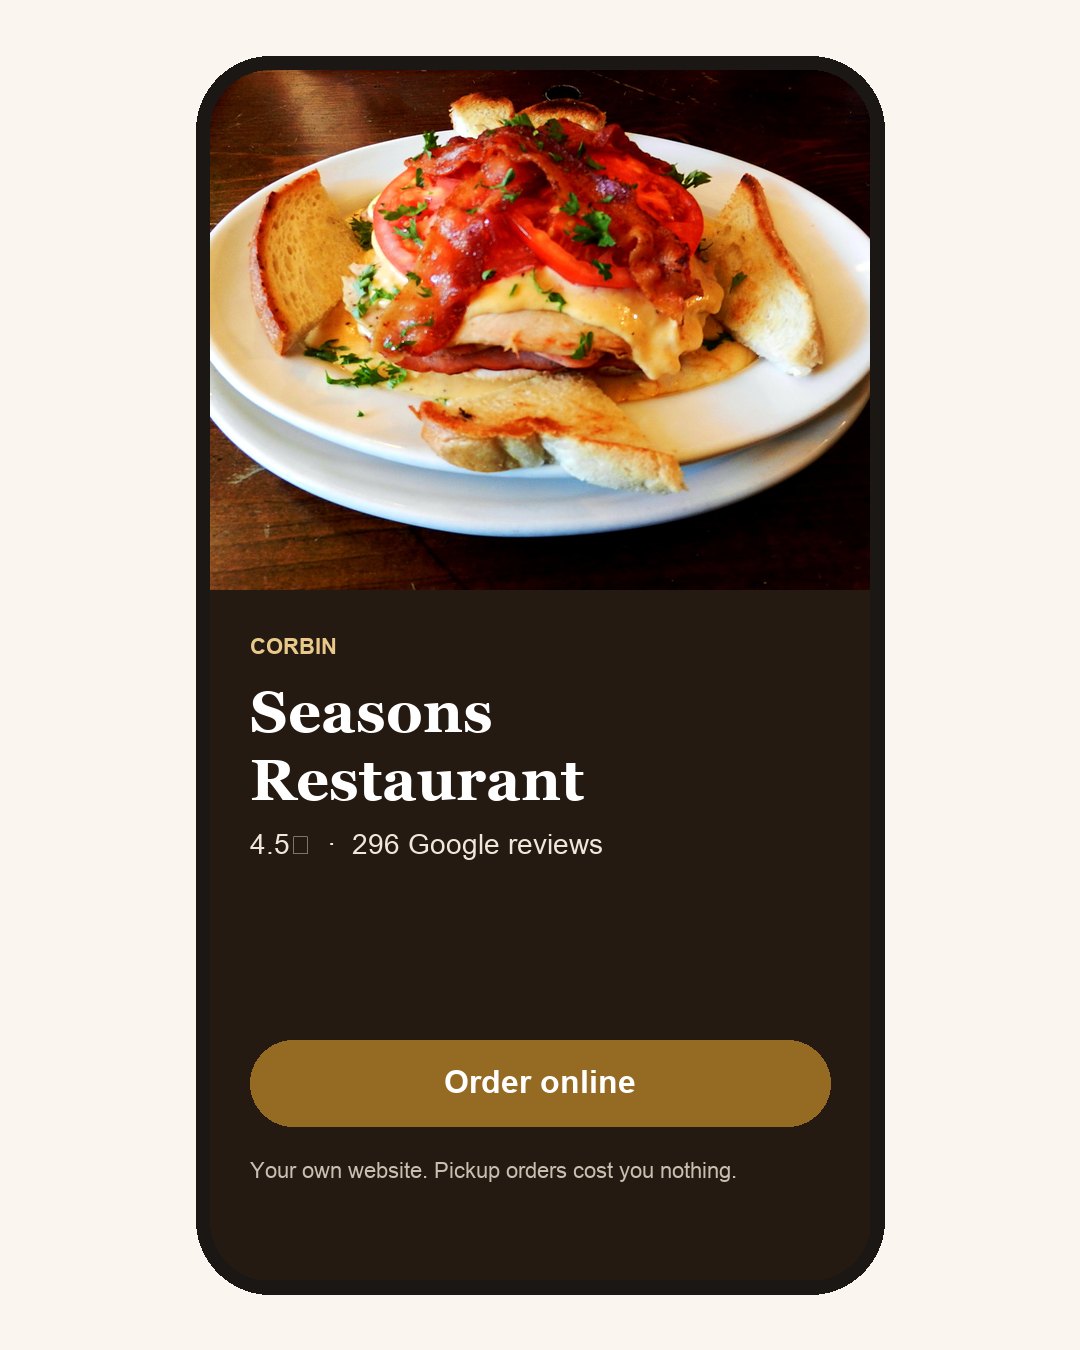 CORBIN
Seasons
Restaurant
4.5□ · 296 Google reviews
Order online
Your own website. Pickup orders cost you nothing.